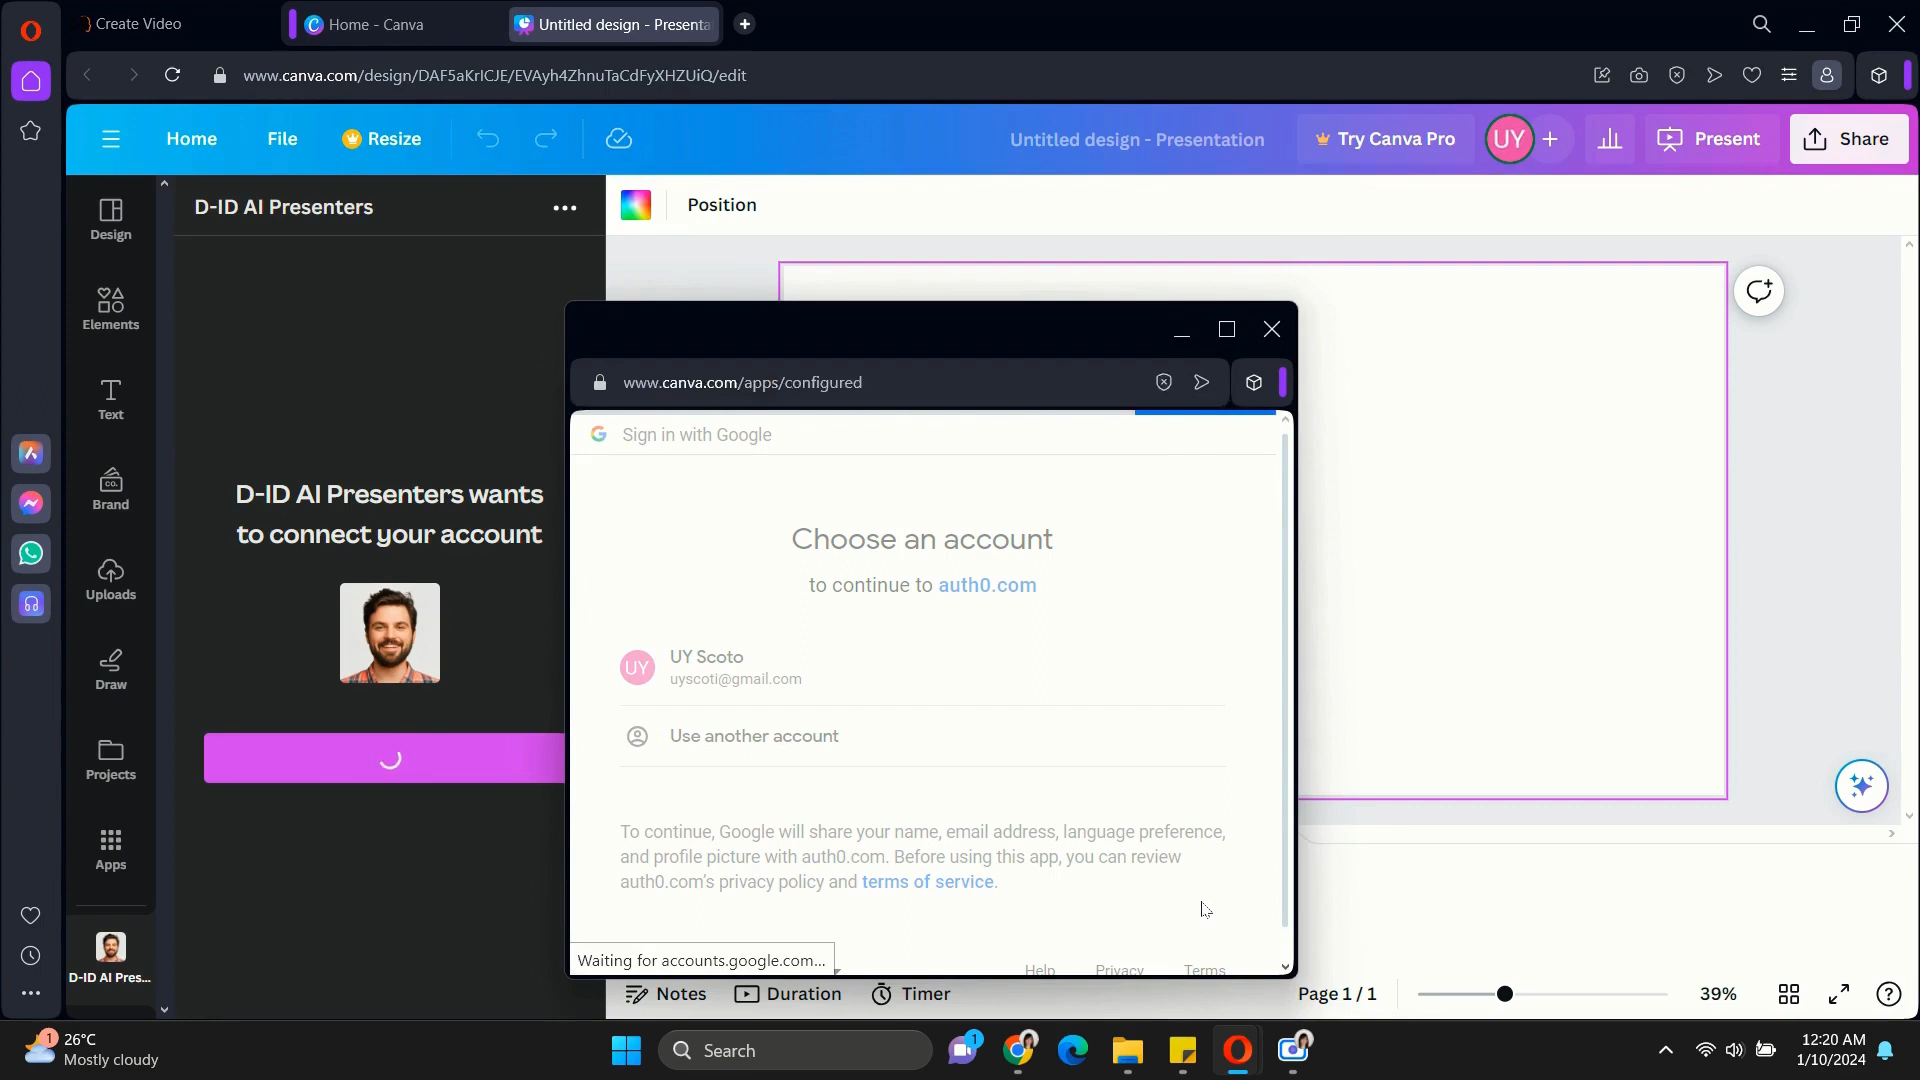 Create Video
Home - Canva
Untitled design - Presenta
www.canva.com/design/DAF5aKrICJE/EVAyh4ZhnuTaCdFyXHZUiQ/edit
Home
File
Resize
Untitled design - Presentation
Try Canva Pro
UY
Present
Share
Design
Elements
Text
CO.
Brand
Uploads
Draw
Projects
Apps
D-ID AI Pres...
D-ID AI Presenters
D-ID AI Presenters wants
to connect your account
Position
www.canva.com/apps/configured
Sign in with Google
Choose an account
to continue to auth0.com
UY
UY Scoto
uyscoti@gmail.com
Use another account
To continue, Google will share your name, email address, language preference,
and profile picture with auth0.com. Before using this app, you can review
auth0.com's privacy policy and terms of service.
Waiting for accounts.google.com...
Help
Privacy
Terms
Notes
Duration
Timer
Page 1 / 1
39%
1
26°C
Mostly cloudy
Search
1
12:20 AM
1/10/2024